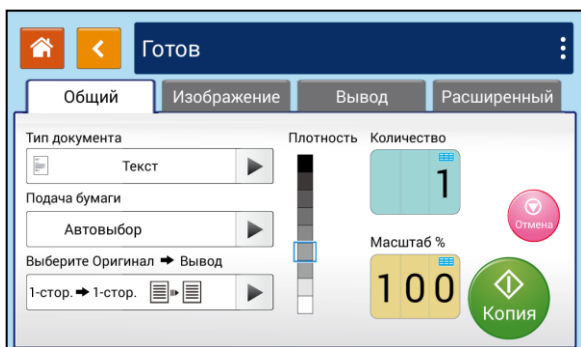 Готов
Общий Изображение Вывод Расширенный
Тип документа Плотность Количество
Текст
1
Подача бумаги
Автовыбор
Отмена
Масштаб %
Выберите Оригинал ➡ Вывод
1-стор. ➡ 1-стор.
100
Копия